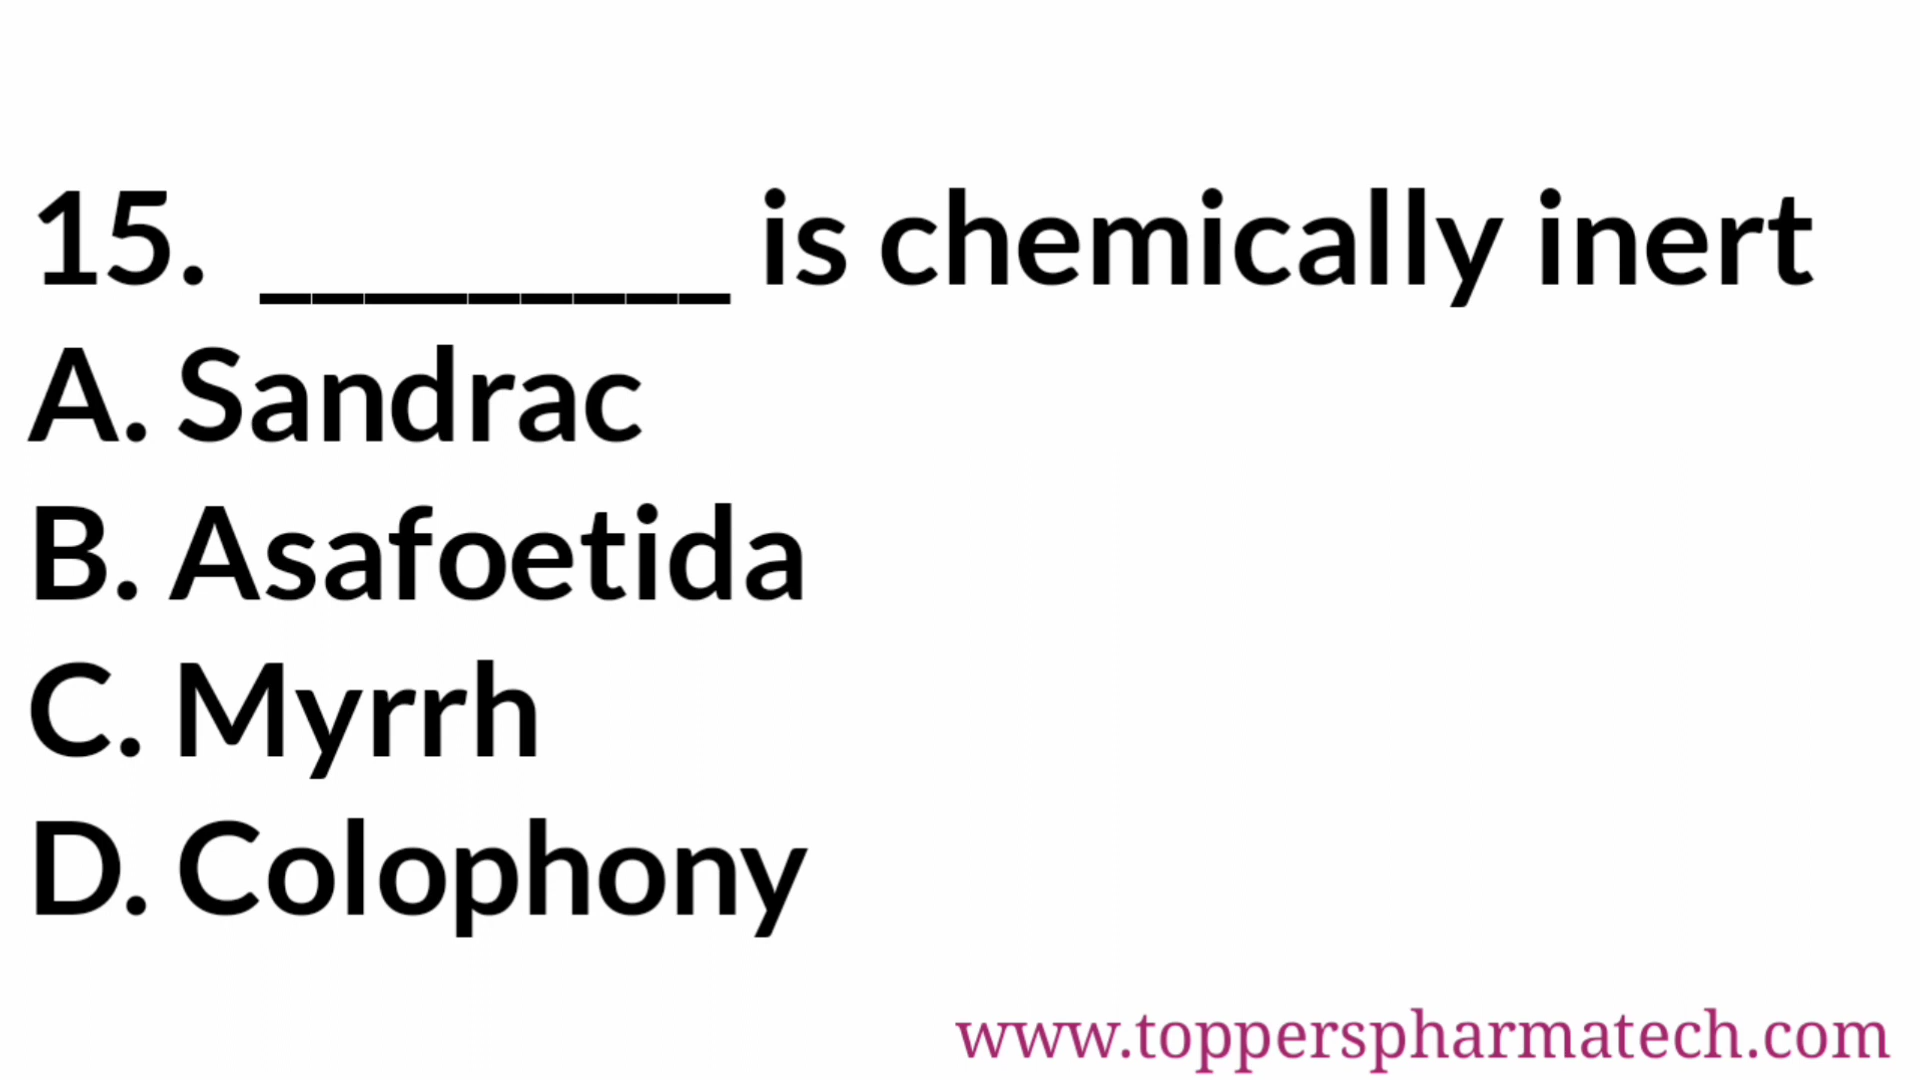 15. _________ is chemically inert
A. Sandrac
B. Asafoetida
C. Myrrh
D. Colophony
www.topperspharmatech.com